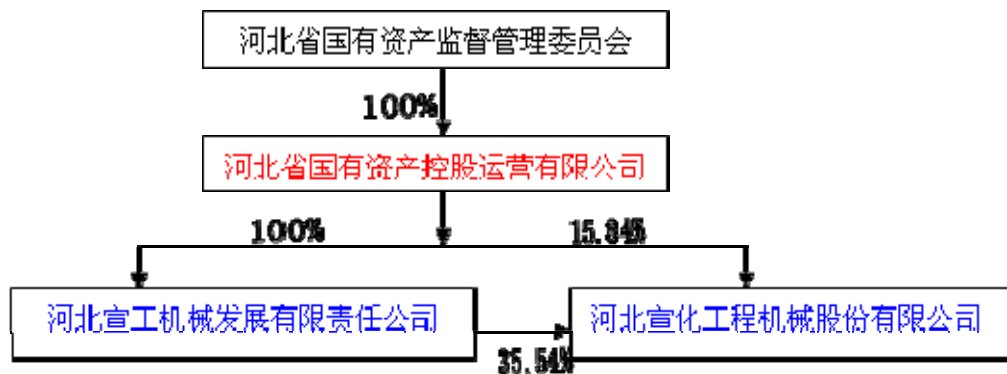 河北省国有资产监督管理委员会
100%
河北省国有资产控股运营有限公司
100%
15.84%
河北宣工机械发展有限责任公司
河北宣化工程机械股份有限公司
35.54%